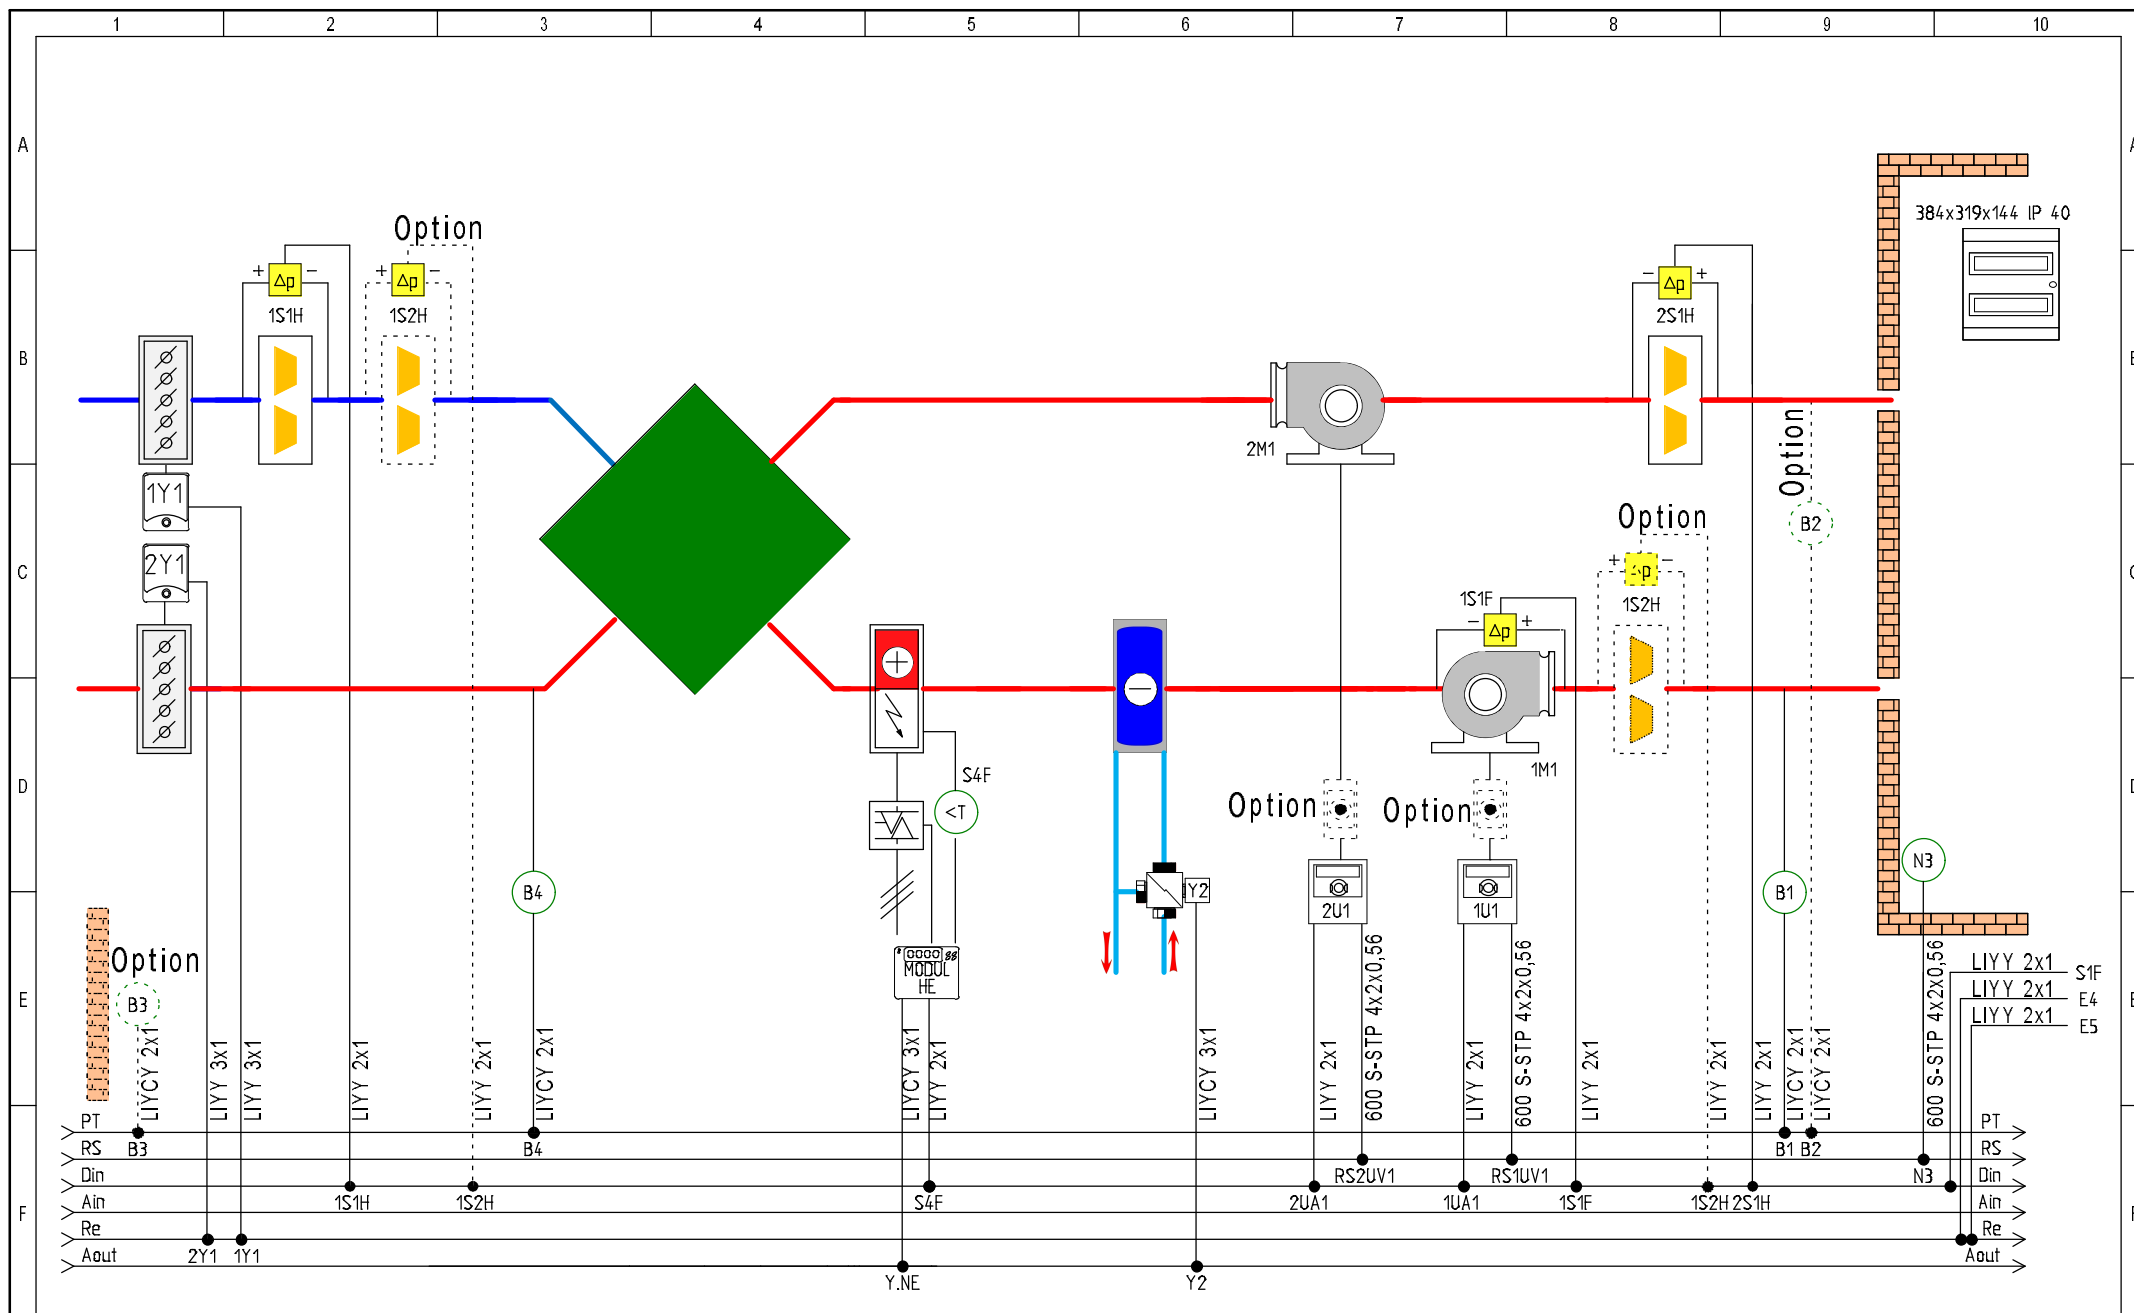 1 2 3 4 5 6 7 8 9 10
A
384x319x144 IP 40
Option
+ Δp - + Δp - - Δp +
1S1H 1S2H 2S1H
B
2M1
Option
1Y1
B2
Option
2Y1
C
+ Δp -
1S1F 1S2H
- Δp +
+
-
1M1
D
S4F
<T
Option Option
N3
B4 Y2 B1
2U1 1U1
Option
MODUL
HE
LIYY 2x1 S1F
E
LIYY 2x1 E4
B3
LIYY 2x1 E5
LIYCY 2x1
LIYY 3x1
LIYY 3x1
LIYY 2x1
LIYY 2x1
LIYCY 2x1
LIYCY 3x1
LIYY 2x1
LIYCY 3x1
LIYY 2x1
600 S-STP 4x2x0,56
LIYY 2x1
600 S-STP 4x2x0,56
LIYY 2x1
LIYY 2x1
LIYY 2x1
LIYCY 2x1
LIYCY 2x1
600 S-STP 4x2x0,56
PT PT
B3 B4 B1 B2
RS RS
RS2UV1 RS1UV1 N3
Din Din
1S1H 1S2H S4F 2UA1 1UA1 1S1F 1S2H 2S1H
Ain Ain
F
Re Re
2Y1 1Y1
Aout Aout
Y.NE Y2